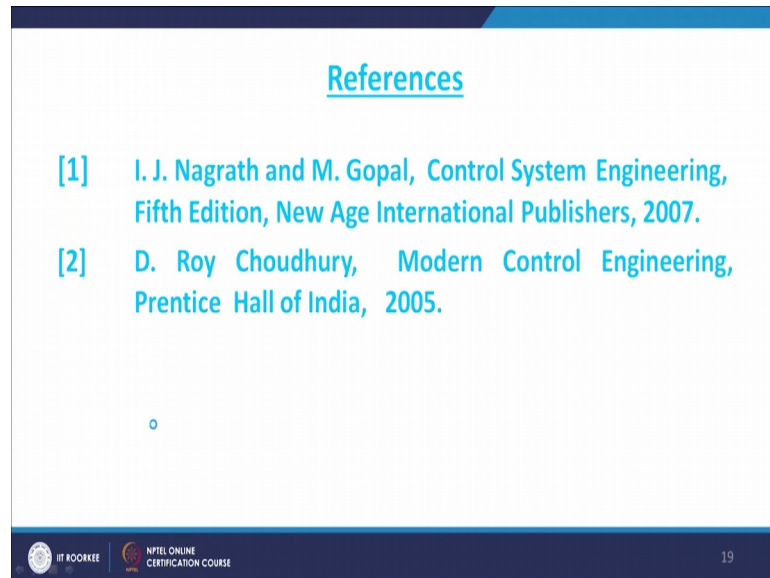 References
[1] I. J. Nagrath and M. Gopal, Control System Engineering,
Fifth Edition, New Age International Publishers, 2007.
[2] D. Roy Choudhury, Modern Control Engineering,
Prentice Hall of India, 2005.
IIT ROORKEE
NPTEL ONLINE
CERTIFICATION COURSE
19